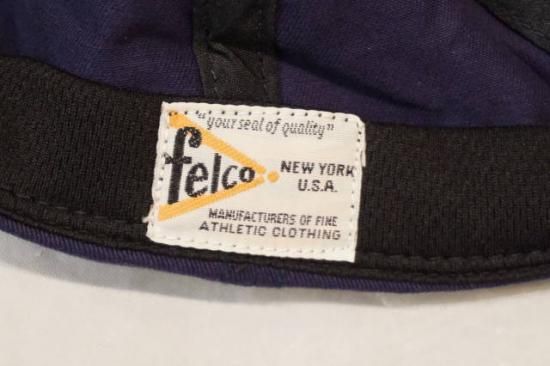 "your seal of quality"
felco
NEW YORK
U.S.A.
MANUFACTURERS OF FINE
ATHLETIC CLOTHING